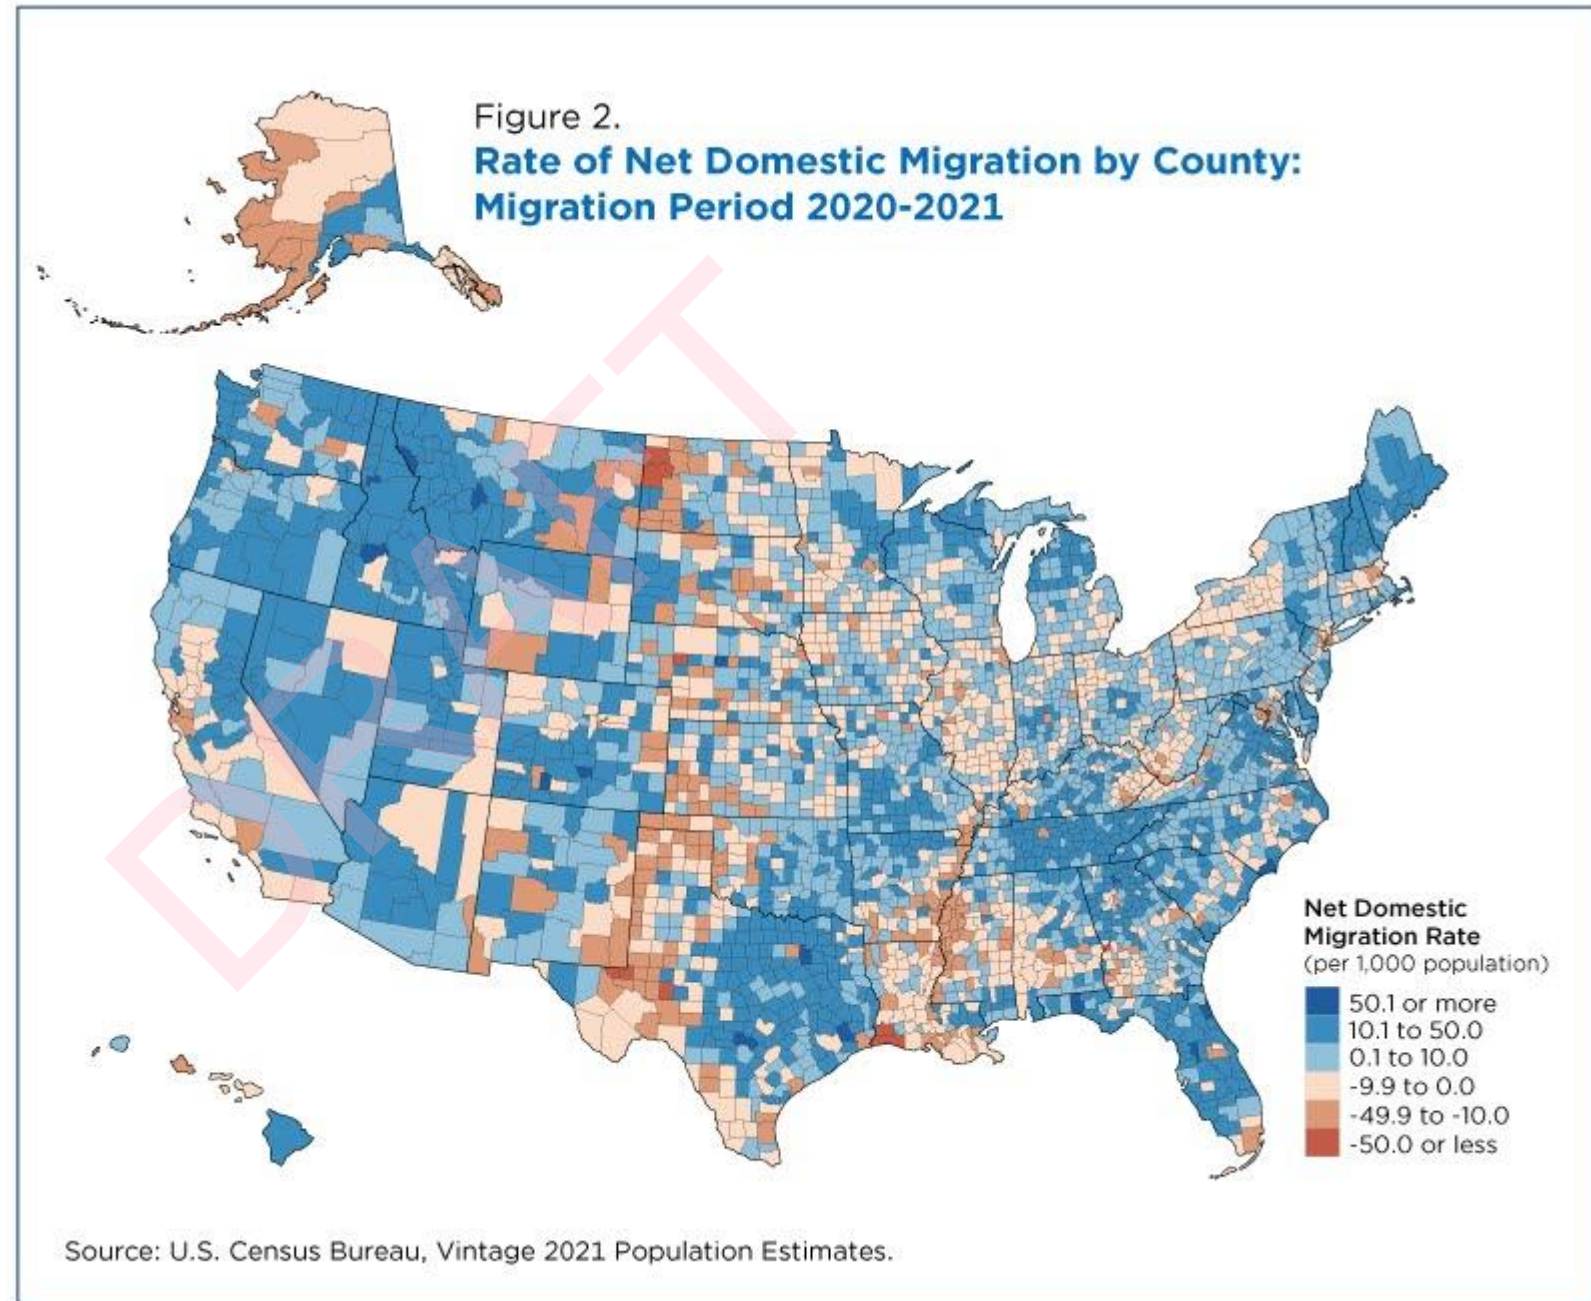 Figure 2.
Rate of Net Domestic Migration by County:
Migration Period 2020-2021
DRAFT
Net Domestic
Migration Rate
(per 1,000 population)
50.1 or more
10.1 to 50.0
0.1 to 10.0
-9.9 to 0.0
-49.9 to -10.0
-50.0 or less
Source: U.S. Census Bureau, Vintage 2021 Population Estimates.